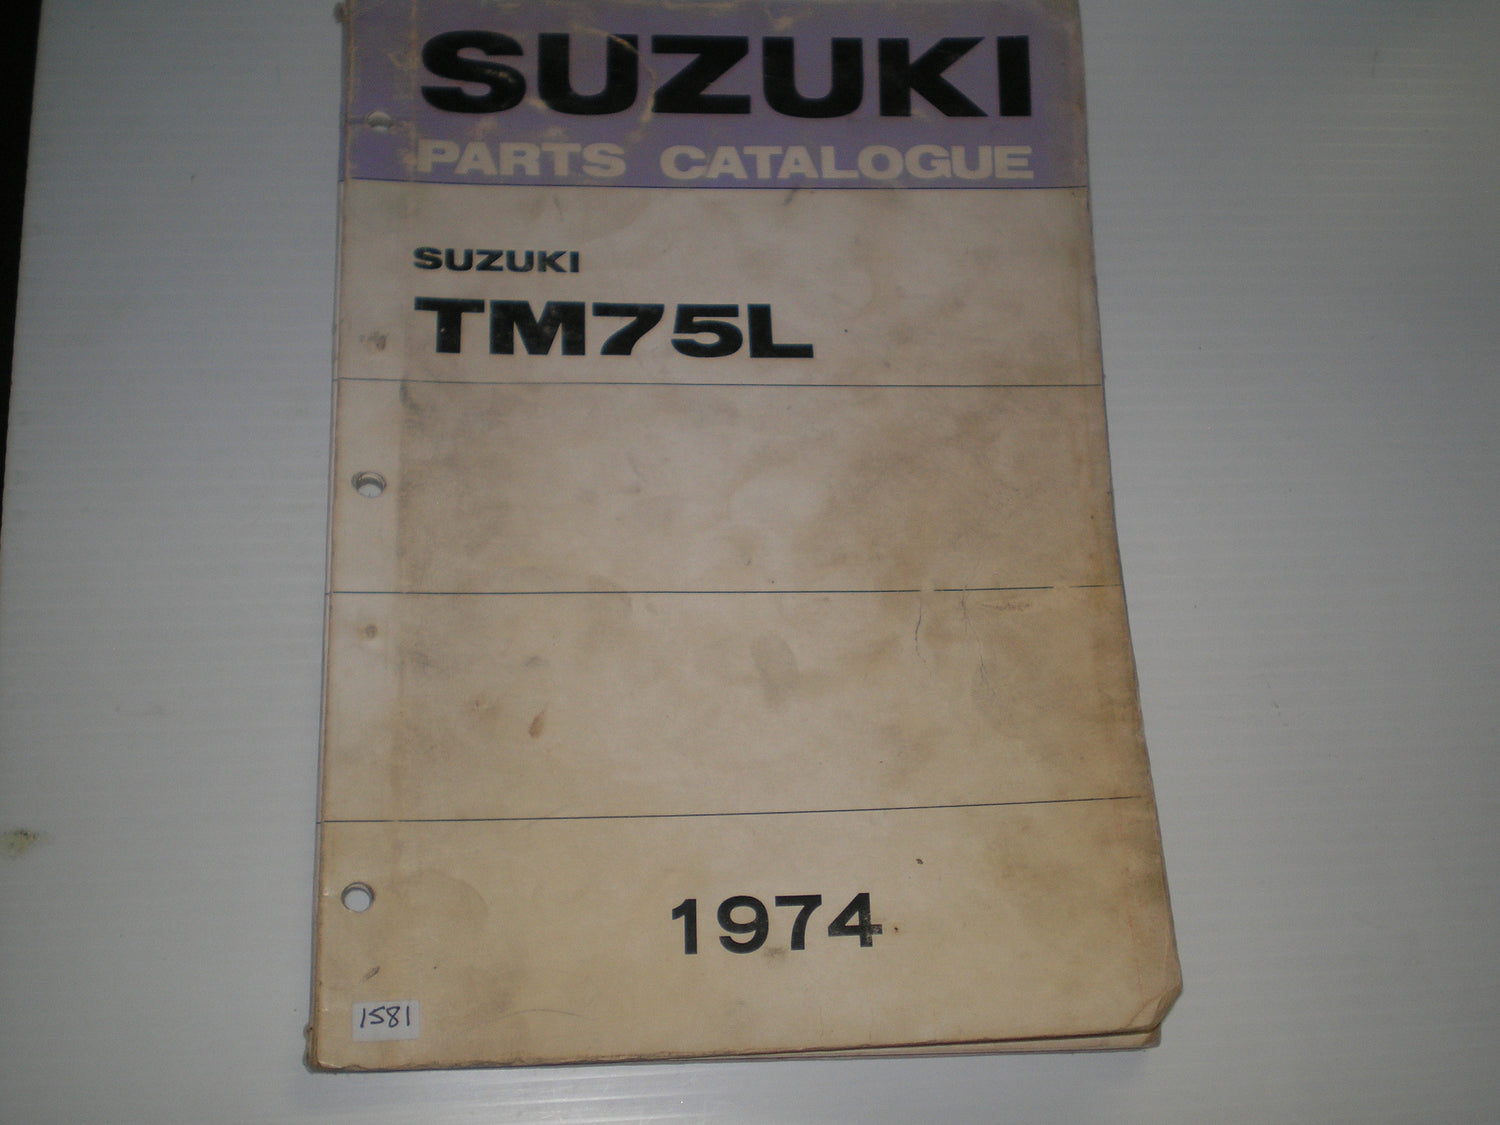 SUZUKI
PARTS CATALOGUE
SUZUKI
TM75L
1974
1581